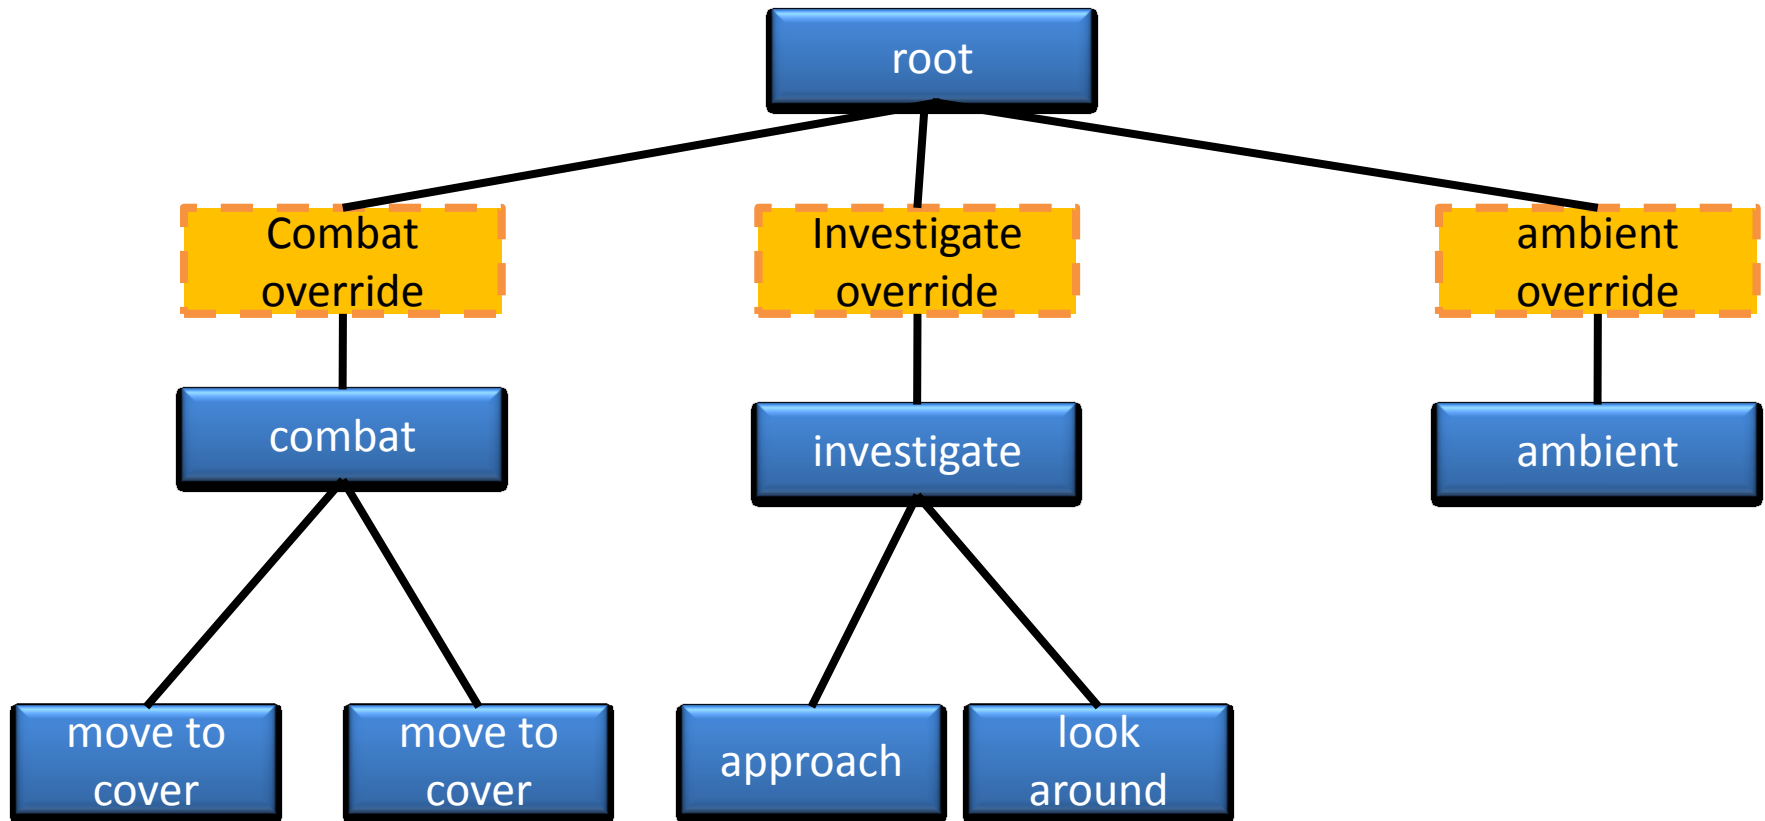 root
Combat
override
Investigate
override
ambient
override
combat
investigate
ambient
move to
cover
move to
cover
approach
look
around